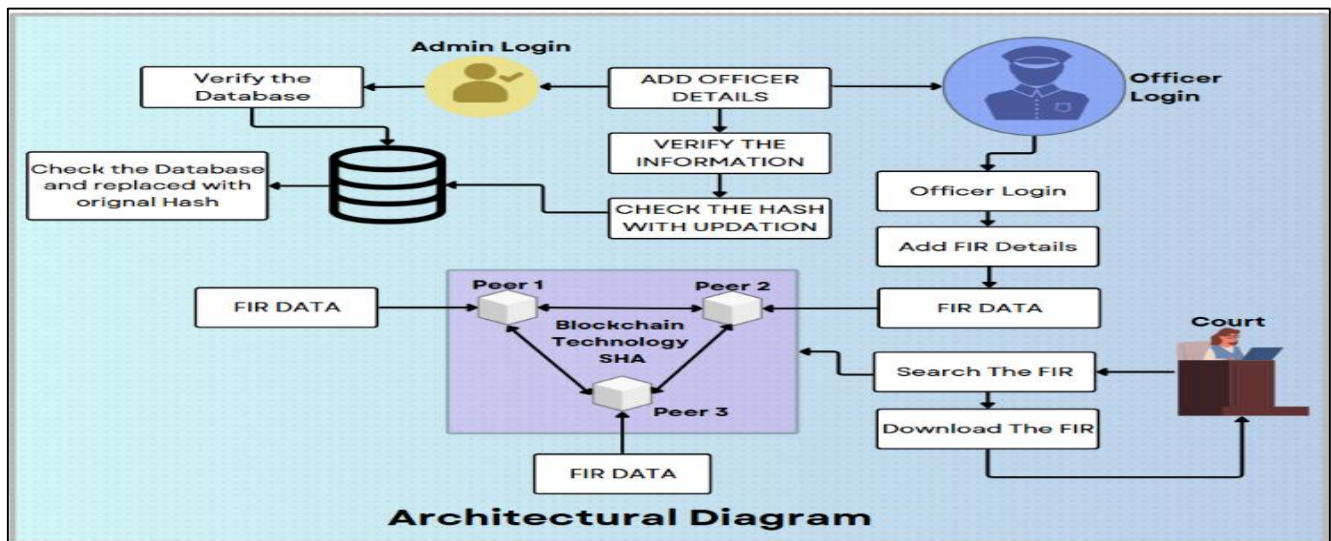 Admin Login
Verify the
Database
ADD OFFICER
DETAILS
Officer
Login
VERIFY THE
INFORMATION
Check the Database
and replaced with
orignal Hash
CHECK THE HASH
WITH UPDATION
Officer Login
Add FIR Details
FIR DATA
Peer 1
Peer 2
FIR DATA
Blockchain
Technology
SHA
Peer 3
Court
Search The FIR
Download The FIR
FIR DATA
Architectural Diagram